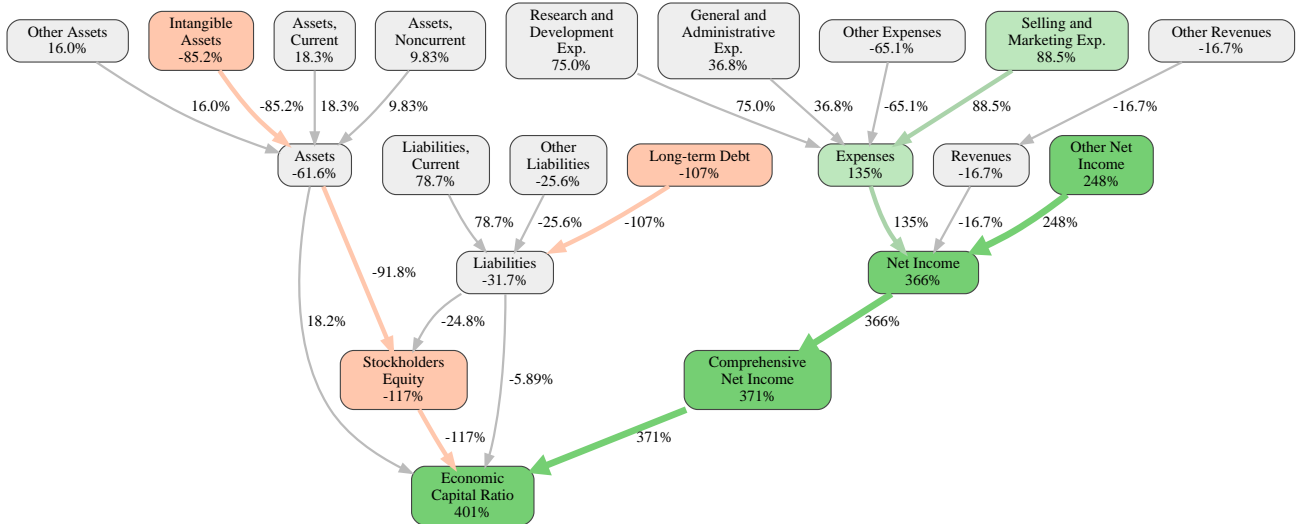 Other Assets
16.0%
Intangible
Assets
-85.2%
Assets,
Current
18.3%
Assets,
Noncurrent
9.83%
Research and
Development
Exp.
75.0%
General and
Administrative
Exp.
36.8%
Other Expenses
-65.1%
Selling and
Marketing Exp.
88.5%
Other Revenues
-16.7%
16.0%
-85.2%
18.3%
9.83%
75.0%
36.8%
-65.1%
88.5%
-16.7%
Assets
-61.6%
Liabilities,
Current
78.7%
Other
Liabilities
-25.6%
Long-term Debt
-107%
Expenses
135%
Revenues
-16.7%
Other Net
Income
248%
78.7%
-25.6%
-107%
135%
-16.7%
248%
-91.8%
Liabilities
-31.7%
Net Income
366%
18.2%
-24.8%
366%
Stockholders
Equity
-117%
-5.89%
Comprehensive
Net Income
371%
-117%
371%
Economic
Capital Ratio
401%